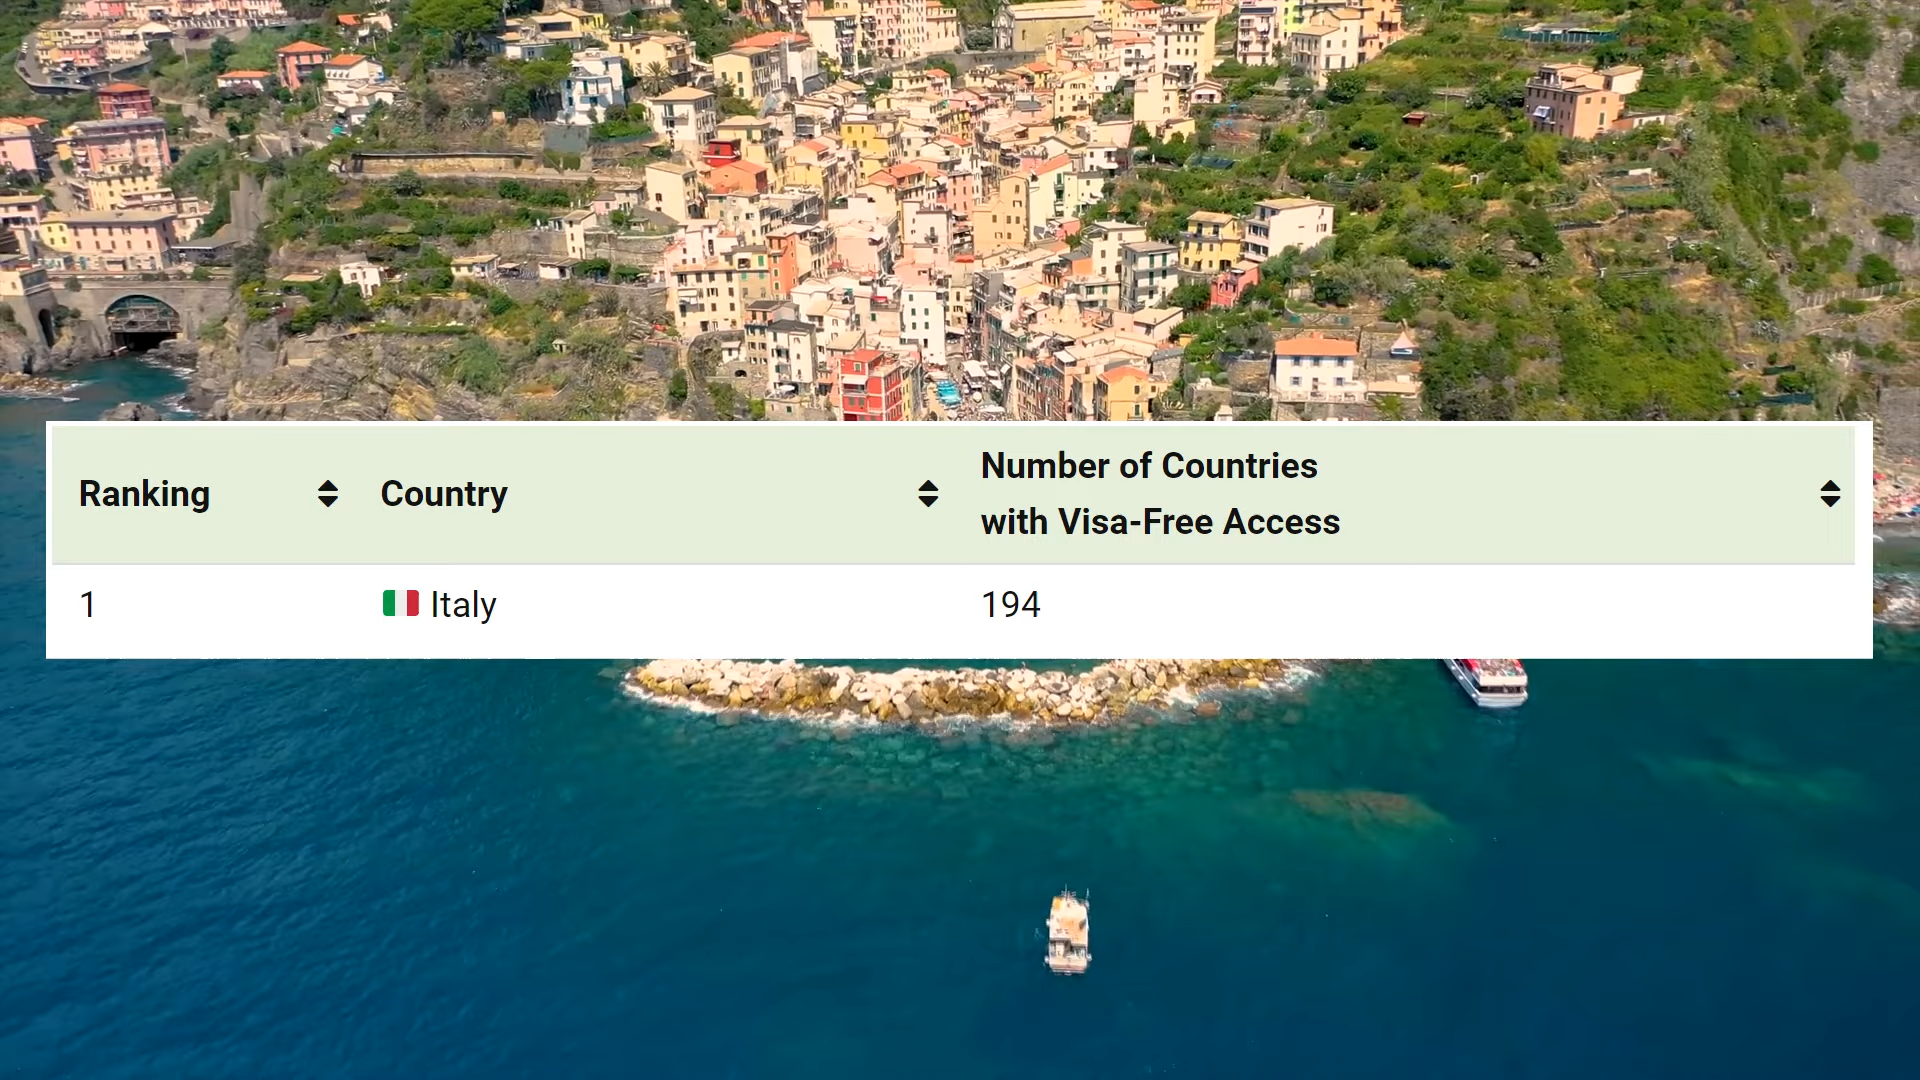 Ranking
Country
Number of Countries
with Visa-Free Access
1
Italy
194